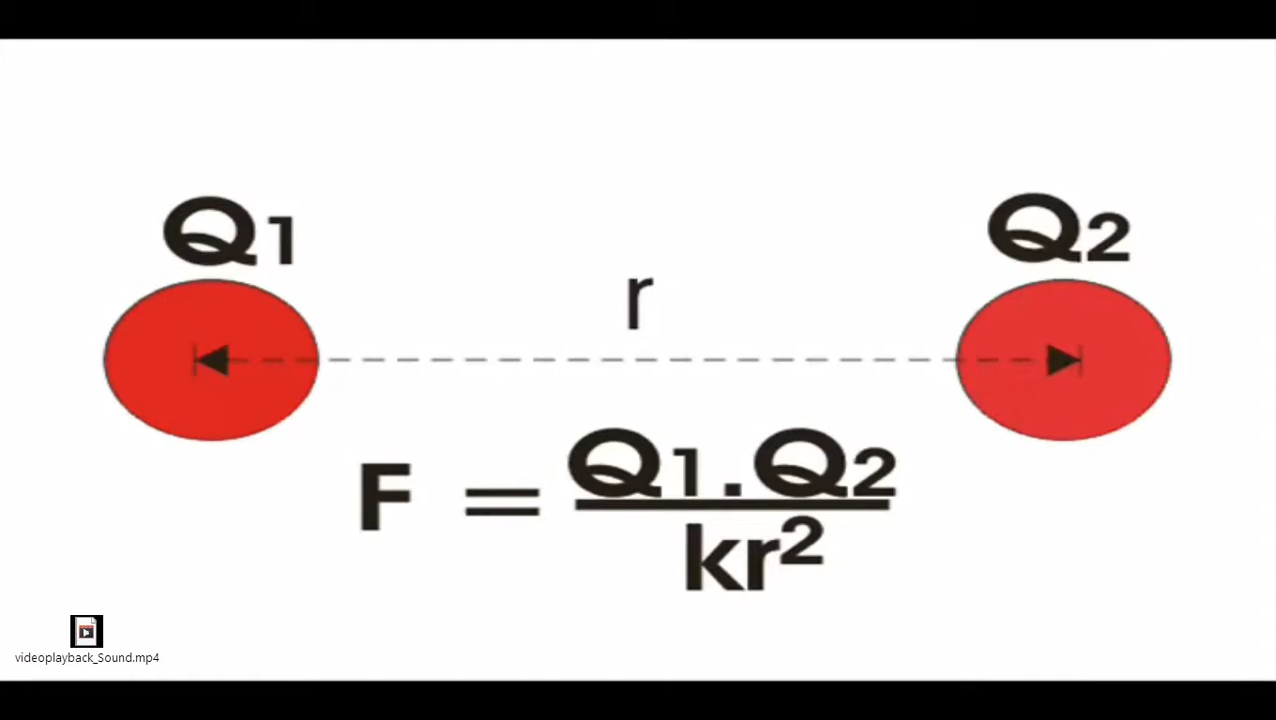 Q1
Q2
r
F = Q1.Q2
kr²
videoplayback_Sound.mp4